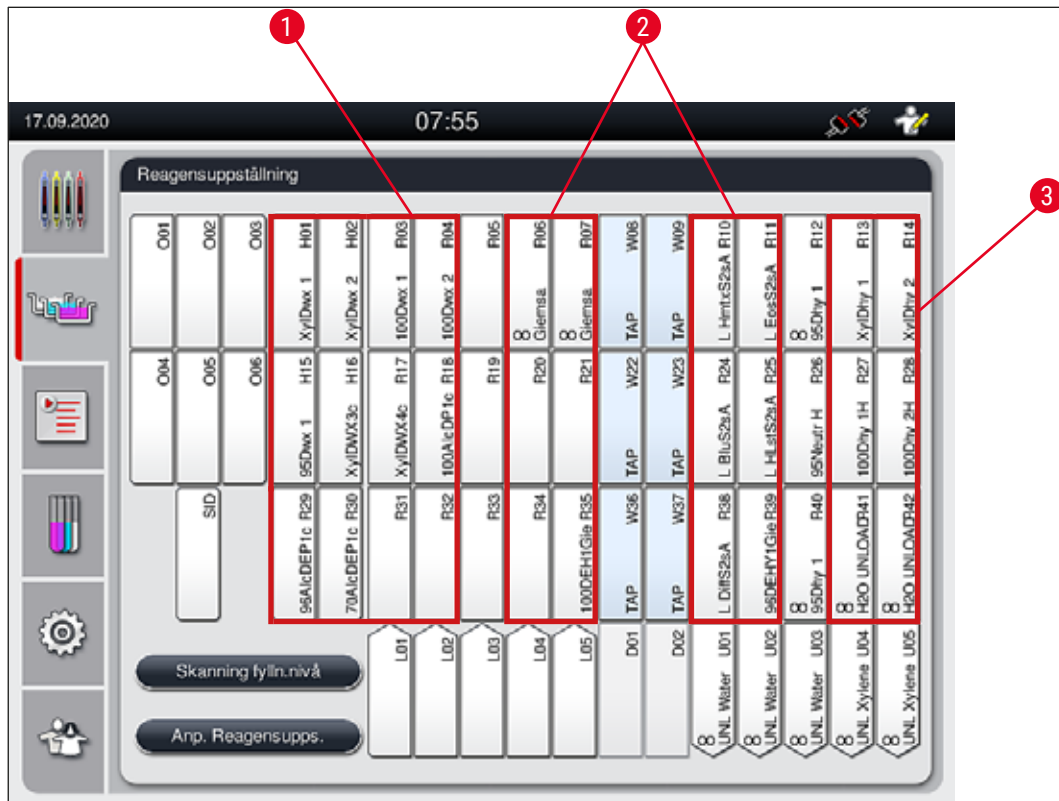 1
2
3
17.09.2020
07:55
Reagensuppställning
O01
O02
O03
XylDwx 1 H01
XylDwx 2 H02
100Dwx 1 R03
100Dwx 2 R04
R05
∞ Giemsa R06
∞ Giemsa R07
TAP W08
TAP W09
L HmtxS2sA R10
L EosS2sA R11
∞ 95Dhy 1 R12
XylDhy 1 R13
XylDhy 2 R14
O04
O05
O06
95Dwx 1 H15
XylDWX3c H16
XylDWX4c R17
100AlcDP1c R18
R19
R20
R21
TAP W22
TAP W23
L BluS2sA R24
L HLstS2sA R25
95Neutr H R26
100Dhy 1H R27
100Dhy 2H R28
SID
96AlcDEP1c R29
70AlcDEP1c R30
R31
R32
R33
R34
100DEH1Gie R35
TAP W36
TAP W37
L DiffS2sA R38
96DEHY1Gie R39
∞ 95Dhy 1 R40
∞ H2O UNLOAD R41
∞ H2O UNLOAD R42
L01
L02
L03
L04
L05
D01
D02
∞ UNL Water U01
∞ UNL Water U02
∞ UNL Water U03
∞ UNL Xylene U04
∞ UNL Xylene U05
Skanning fylln.nivå
Anp. Reagensupps.